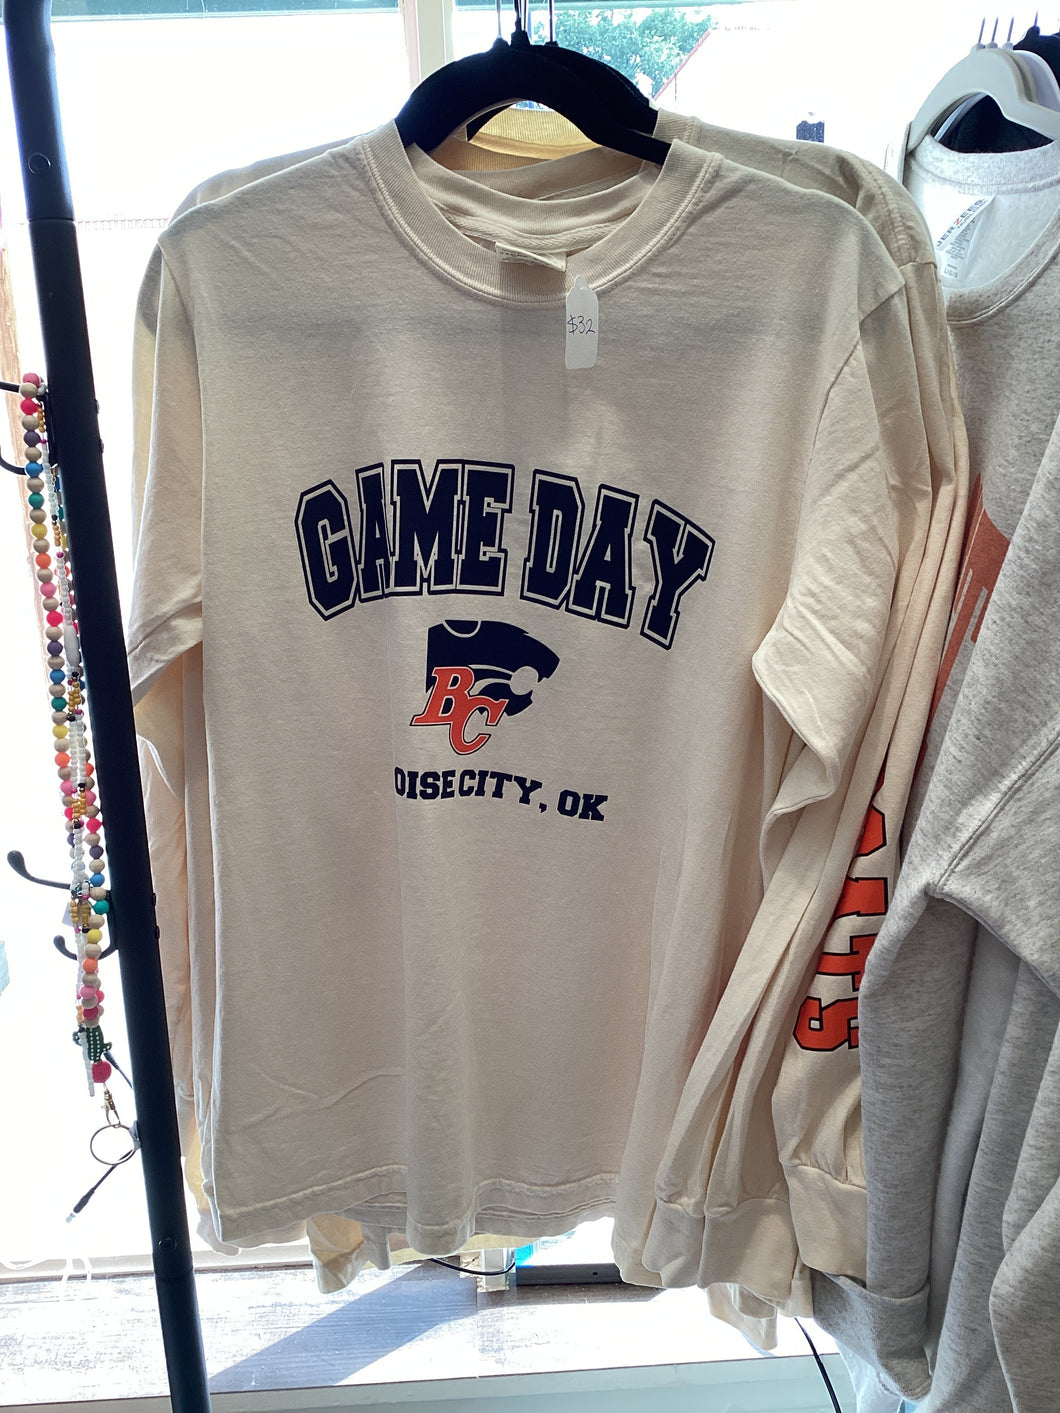 $32
GAME DAY
BC
OISE CITY, OK